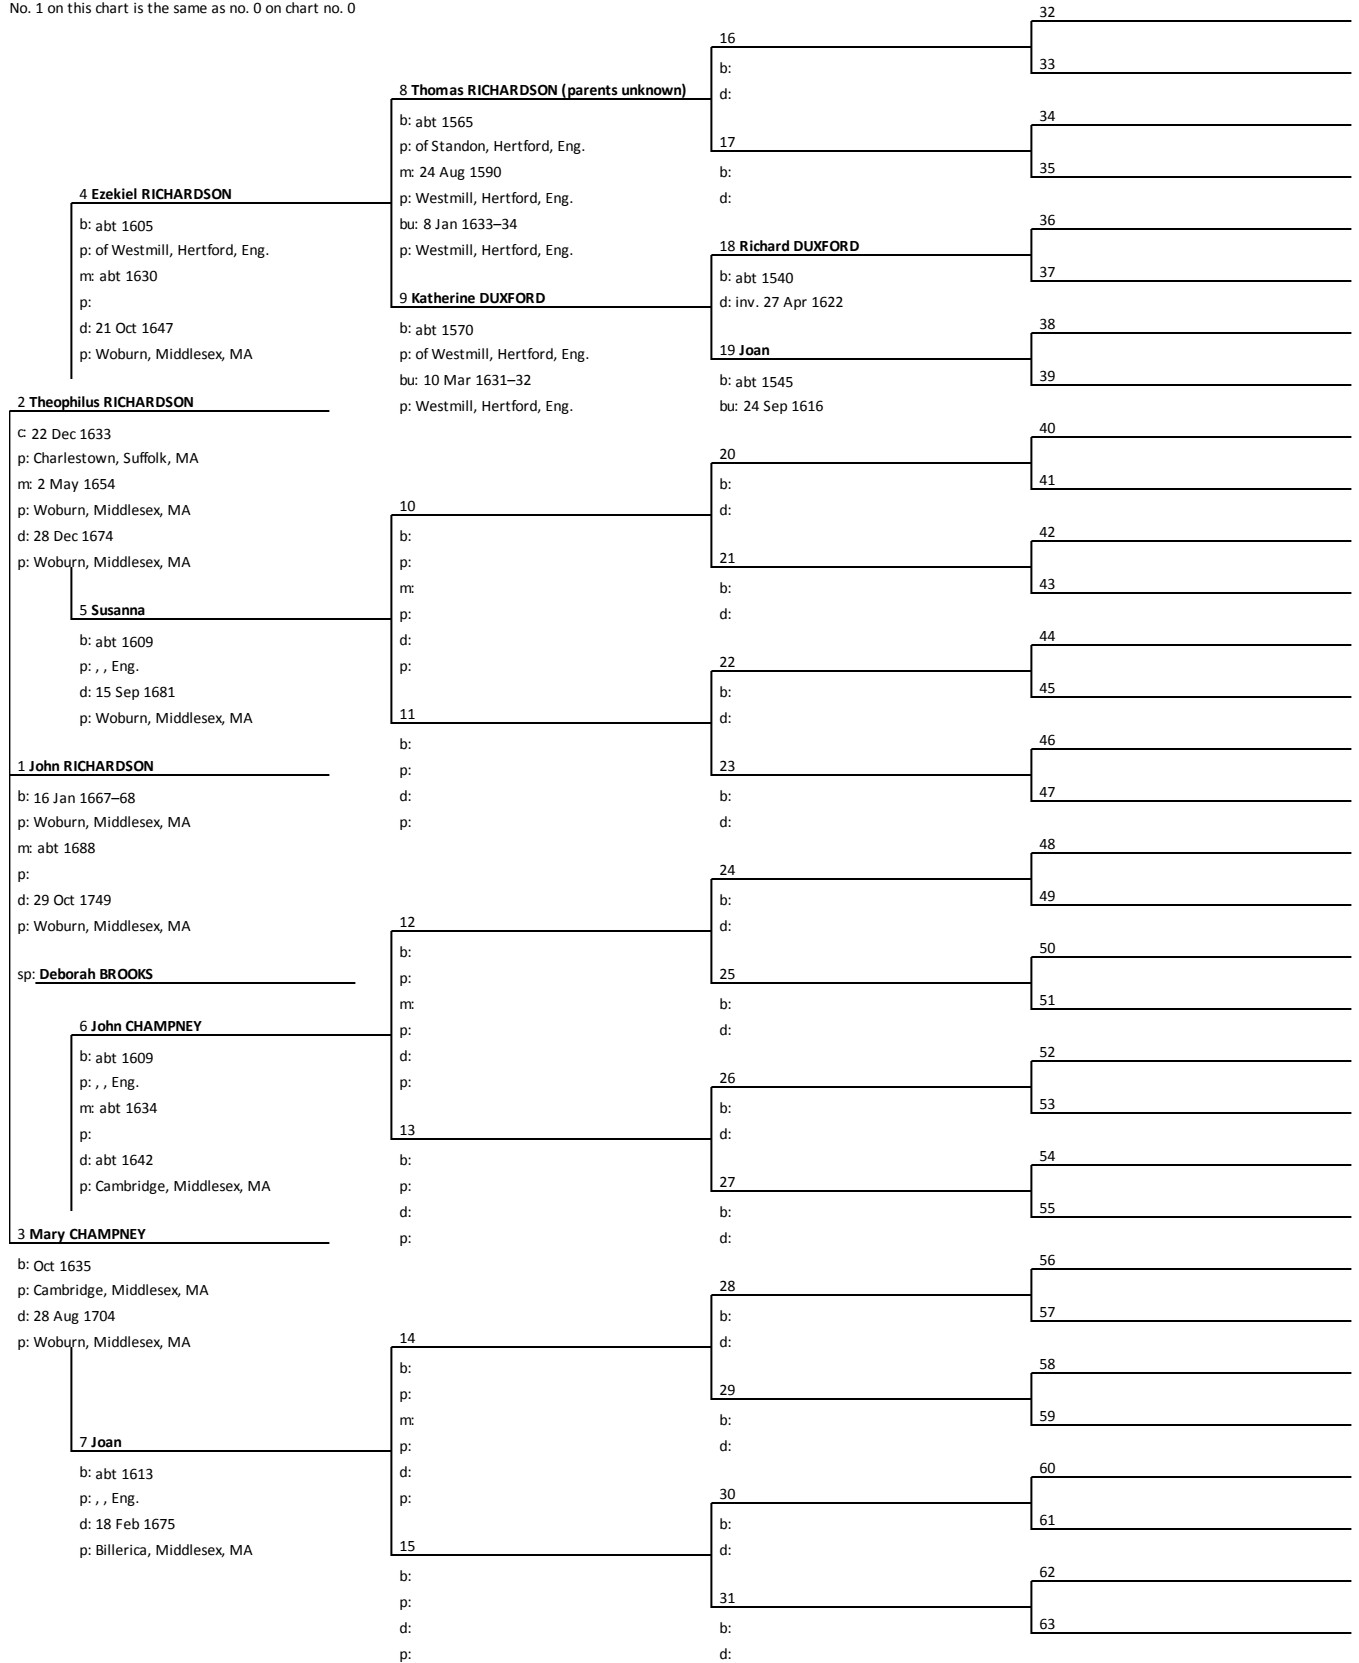 No. 1 on this chart is the same as no. 0 on chart no. 0
2 Theophilus RICHARDSON
c: 22 Dec 1633
p: Charlestown, Suffolk, MA
m: 2 May 1654
p: Woburn, Middlesex, MA
d: 28 Dec 1674
p: Woburn, Middlesex, MA
1 John RICHARDSON
b: 16 Jan 1667–68
p: Woburn, Middlesex, MA
m: abt 1688
p:
d: 29 Oct 1749
p: Woburn, Middlesex, MA
sp: Deborah BROOKS
3 Mary CHAMPNEY
b: Oct 1635
p: Cambridge, Middlesex, MA
d: 28 Aug 1704
p: Woburn, Middlesex, MA
4 Ezekiel RICHARDSON
b: abt 1605
p: of Westmill, Hertford, Eng.
m: abt 1630
p:
d: 21 Oct 1647
p: Woburn, Middlesex, MA
5 Susanna
b: abt 1609
p: , , Eng.
d: 15 Sep 1681
p: Woburn, Middlesex, MA
6 John CHAMPNEY
b: abt 1609
p: , , Eng.
m: abt 1634
p:
d: abt 1642
p: Cambridge, Middlesex, MA
7 Joan
b: abt 1613
p: , , Eng.
d: 18 Feb 1675
p: Billerica, Middlesex, MA
8 Thomas RICHARDSON (parents unknown)
b: abt 1565
p: of Standon, Hertford, Eng.
m: 24 Aug 1590
p: Westmill, Hertford, Eng.
bu: 8 Jan 1633–34
p: Westmill, Hertford, Eng.
9 Katherine DUXFORD
b: abt 1570
p: of Westmill, Hertford, Eng.
bu: 10 Mar 1631–32
p: Westmill, Hertford, Eng.
10
b:
p:
m:
p:
d:
p:
11
b:
p:
d:
p:
12
b:
p:
m:
p:
d:
p:
13
b:
p:
d:
p:
14
b:
p:
m:
p:
d:
p:
15
b:
p:
d:
p:
16
b:
d:
17
b:
d:
18 Richard DUXFORD
b: abt 1540
d: inv. 27 Apr 1622
19 Joan
b: abt 1545
bu: 24 Sep 1616
20
b:
d:
21
b:
d:
22
b:
d:
23
b:
d:
24
b:
d:
25
b:
d:
26
b:
d:
27
b:
d:
28
b:
d:
29
b:
d:
30
b:
d:
31
b:
d:
32
33
34
35
36
37
38
39
40
41
42
43
44
45
46
47
48
49
50
51
52
53
54
55
56
57
58
59
60
61
62
63